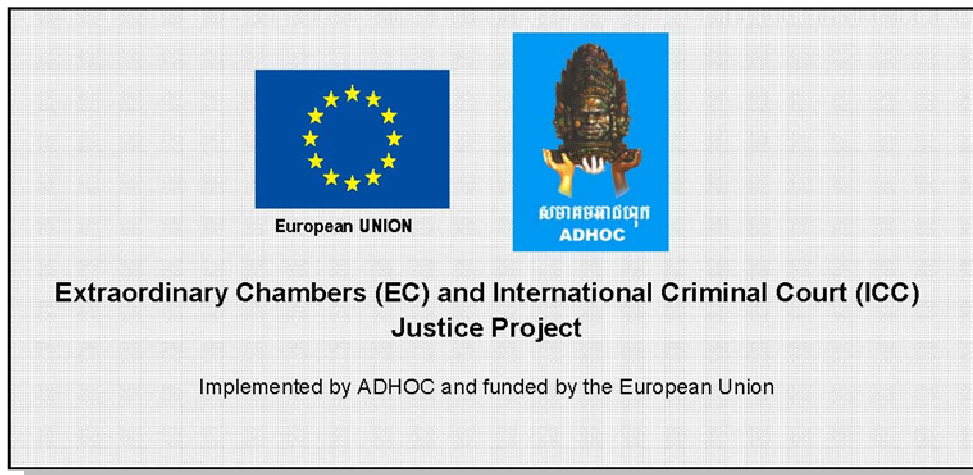 European UNION
សមាគមអាដហុក
ADHOC
Extraordinary Chambers (EC) and International Criminal Court (ICC)
Justice Project
Implemented by ADHOC and funded by the European Union